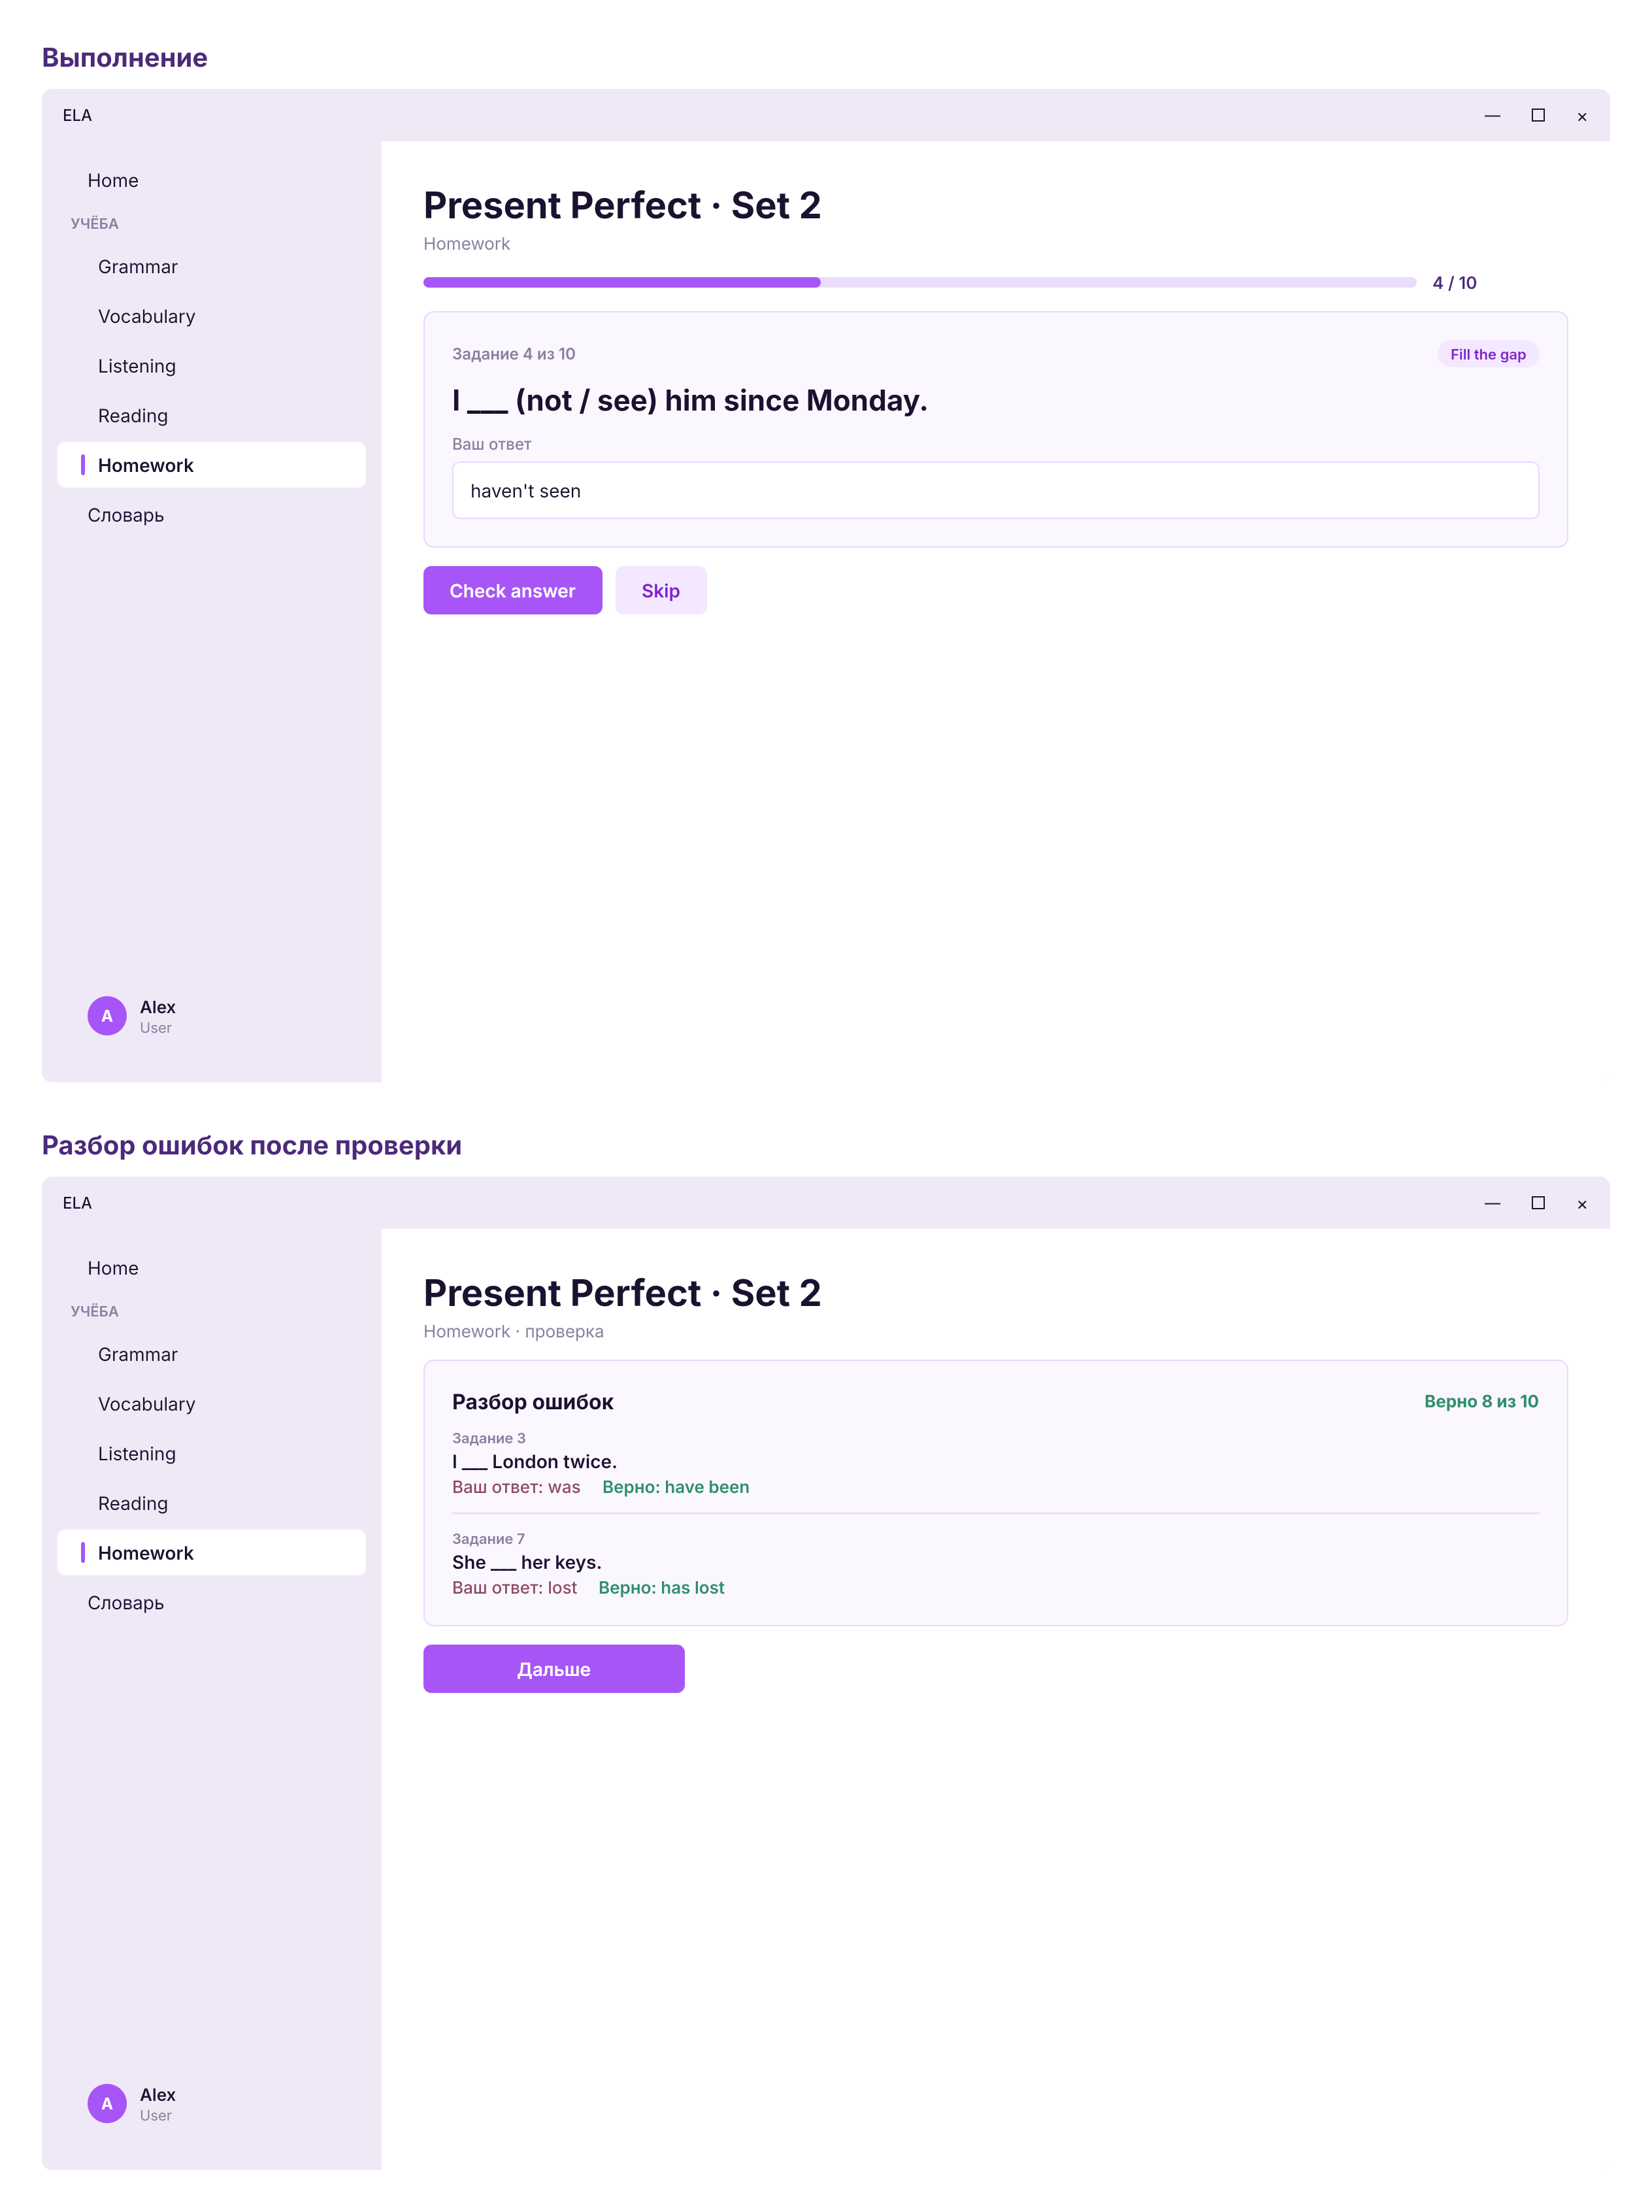 Выполнение
ELA — □ ×
Home
УЧЁБА
Grammar
Vocabulary
Listening
Reading
Homework
Словарь
A
Alex
User
Present Perfect · Set 2
Homework
4 / 10
Задание 4 из 10
Fill the gap
I ___ (not / see) him since Monday.
Ваш ответ
haven't seen
Check answer
Skip
Разбор ошибок после проверки
ELA — □ ×
Home
УЧЁБА
Grammar
Vocabulary
Listening
Reading
Homework
Словарь
A
Alex
User
Present Perfect · Set 2
Homework · проверка
Разбор ошибок
Верно 8 из 10
Задание 3
I ___ London twice.
Ваш ответ: was Верно: have been
Задание 7
She ___ her keys.
Ваш ответ: lost Верно: has lost
Дальше